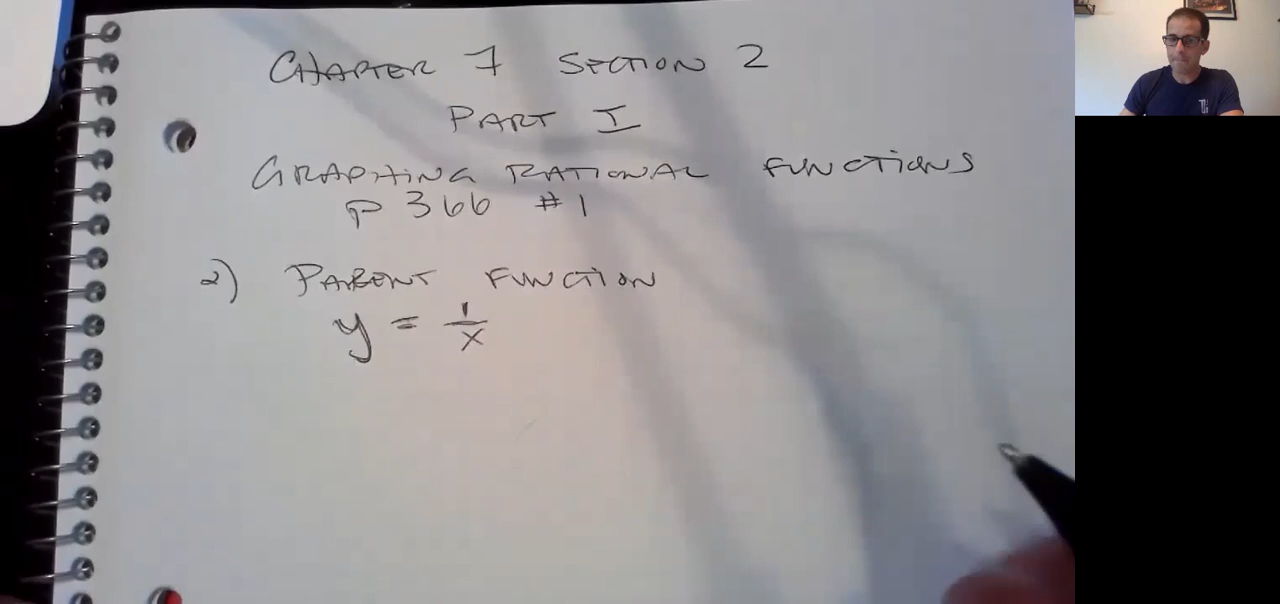 CHAPTER 7 SECTION 2
PART I
GRAPHING RATIONAL FUNCTIONS
P 366 #1
2) PARENT FUNCTION
y = 1/x